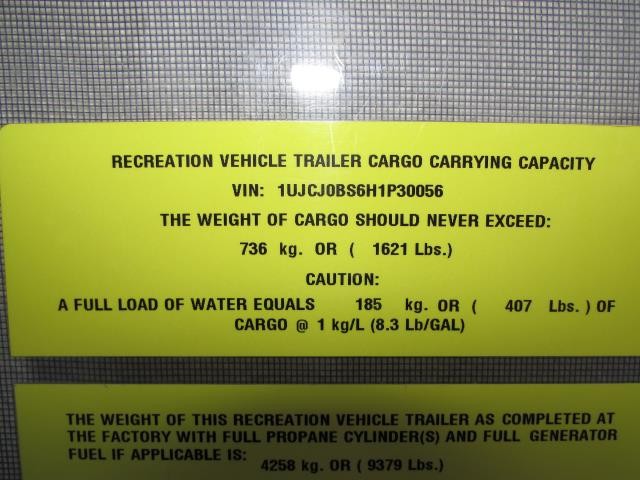 RECREATION VEHICLE TRAILER CARGO CARRYING CAPACITY
VIN: 1UJCJ0BS6H1P30056
THE WEIGHT OF CARGO SHOULD NEVER EXCEED:
736 kg. OR ( 1621 Lbs.)
CAUTION:
A FULL LOAD OF WATER EQUALS 185 kg. OR ( 407 Lbs. ) OF
CARGO @ 1 kg/L (8.3 Lb/GAL)
THE WEIGHT OF THIS RECREATION VEHICLE TRAILER AS COMPLETED AT
THE FACTORY WITH FULL PROPANE CYLINDER(S) AND FULL GENERATOR
FUEL IF APPLICABLE IS:
4258 kg. OR ( 9379 Lbs.)